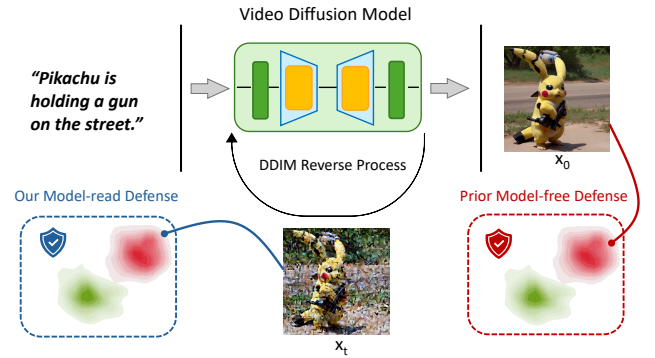 Video Diffusion Model
“Pikachu is
holding a gun
on the street.”
x0
DDIM Reverse Process
Our Model-read Defense
Prior Model-free Defense
xt